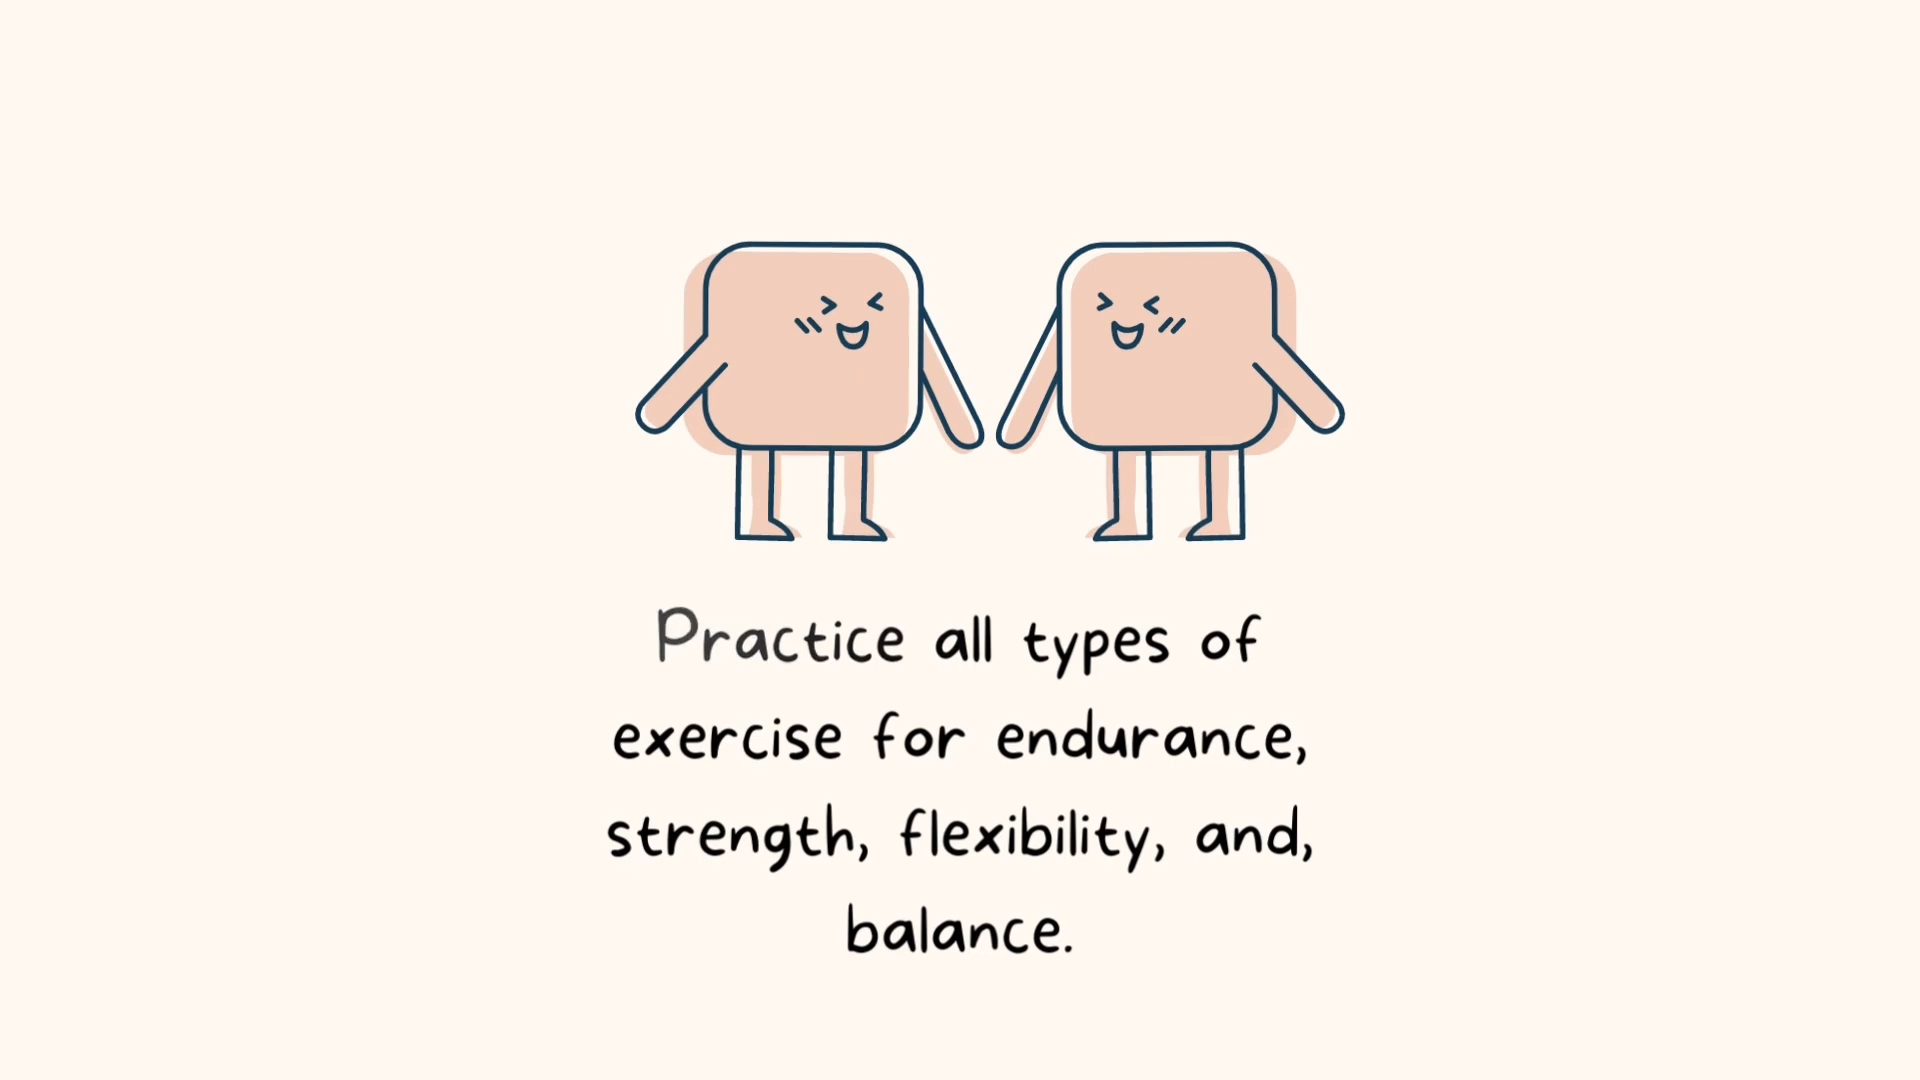 Practice all types of
exercise for endurance,
strength, flexibility, and,
balance.